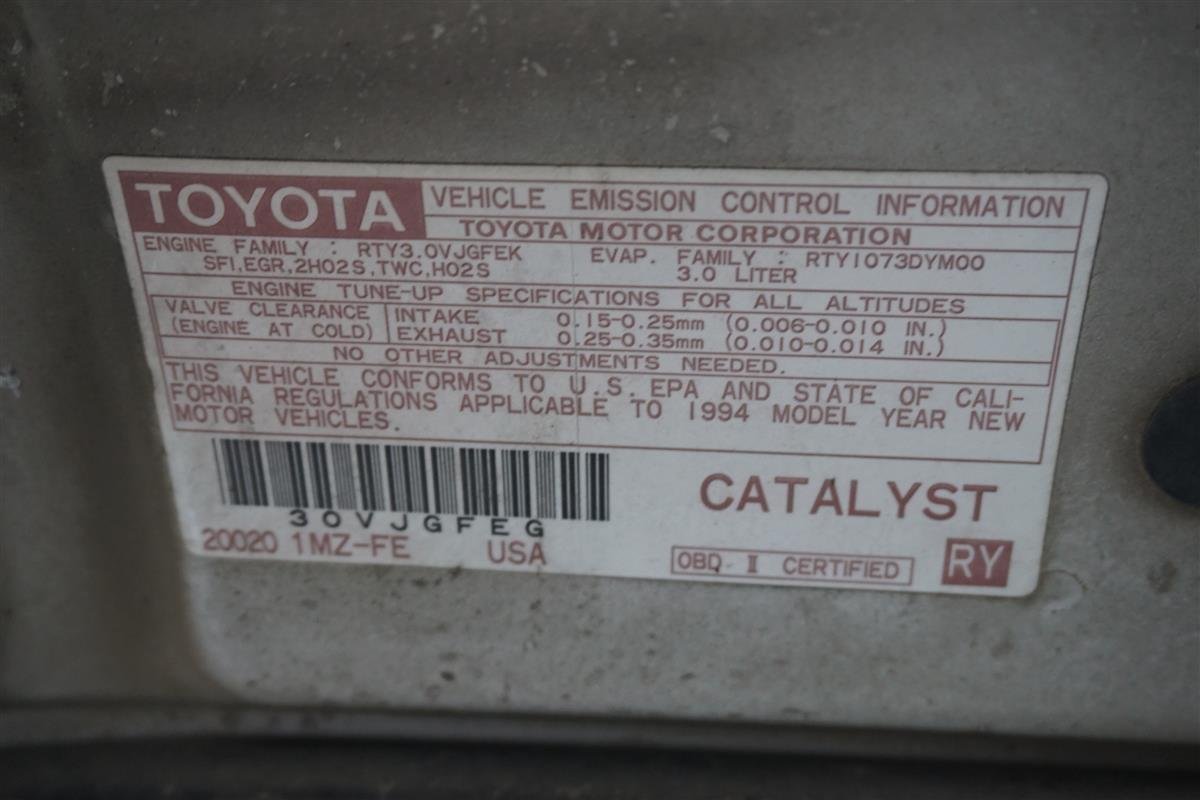 TOYOTA VEHICLE EMISSION CONTROL INFORMATION
TOYOTA MOTOR CORPORATION
ENGINE FAMILY : RTY3.0VJGFEK EVAP. FAMILY : RTY1073DYM00
SFI,EGR,2HO2S,TWC,HO2S 3.0 LITER
ENGINE TUNE-UP SPECIFICATIONS FOR ALL ALTITUDES
VALVE CLEARANCE INTAKE 0.15-0.25mm (0.006-0.010 IN.)
(ENGINE AT COLD) EXHAUST 0.25-0.35mm (0.010-0.014 IN.)
NO OTHER ADJUSTMENTS NEEDED.
THIS VEHICLE CONFORMS TO U.S. EPA AND STATE OF CALI-
FORNIA REGULATIONS APPLICABLE TO 1994 MODEL YEAR NEW
MOTOR VEHICLES.
30VJGFEG
CATALYST
20020 1MZ-FE USA
OBD II CERTIFIED
RY